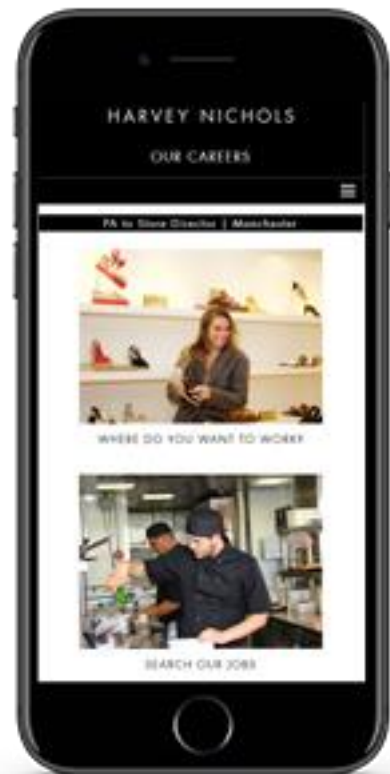 HARVEY NICHOLS
OUR CAREERS
PA to Store Director | Manchester
WHERE DO YOU WANT TO WORK?
SEARCH OUR JOBS